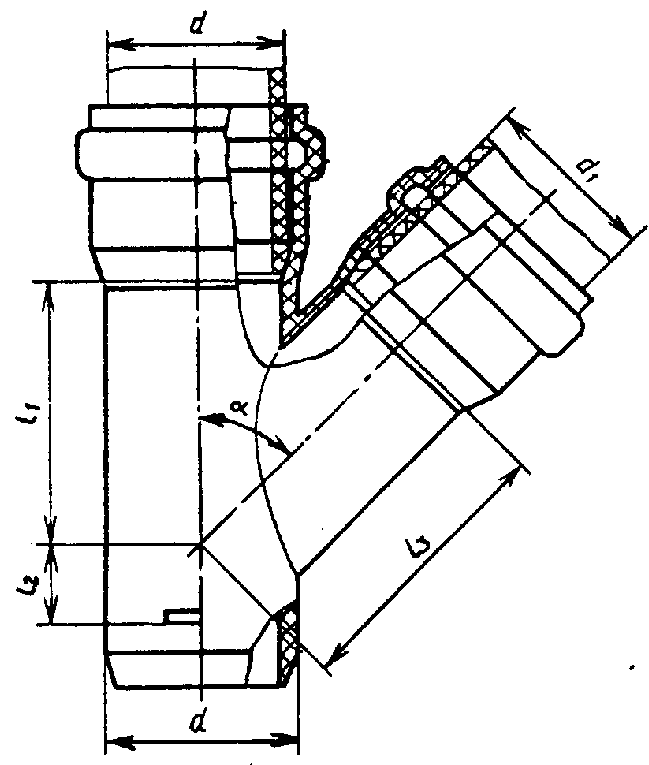 d
d₁
l₁
α
l₂
l₃
d